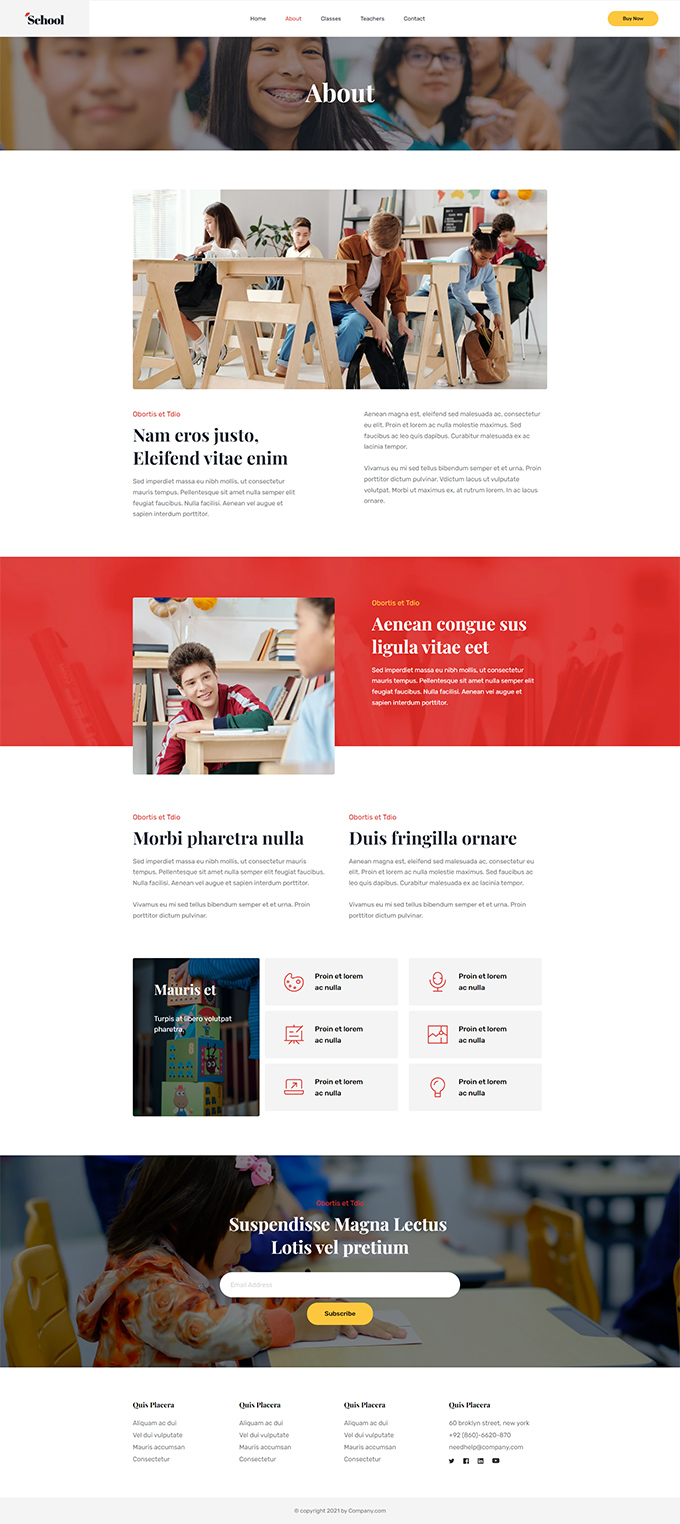 School
Home
About
Classes
Teachers
Contact
Buy Now
About
Obortis et Tdio
Nam eros justo,
Eleifend vitae enim
Sed imperdiet massa eu nibh mollis, ut consectetur
mauris tempus. Pellentesque sit amet nulla semper elit
feugiat faucibus. Nulla facilisi. Aenean vel augue et
sapien interdum porttitor.
Aenean magna est, eleifend sed malesuada ac, consectetur
eu elit. Proin et lorem ac nulla molestie maximus. Sed
faucibus ac leo quis dapibus. Curabitur malesuada ex ac
lacinia tempor.
Vivamus eu mi sed tellus bibendum semper et et urna. Proin
porttitor dictum pulvinar. Vdictum lacus ut vulputate
volutpat. Morbi ut maximus ex, at rutrum lorem. In ac lacus
ornare.
Obortis et Tdio
Aenean congue sus
ligula vitae eet
Sed imperdiet massa eu nibh mollis, ut consectetur
mauris tempus. Pellentesque sit amet nulla semper elit
feugiat faucibus. Nulla facilisi. Aenean vel augue et
sapien interdum porttitor.
Obortis et Tdio
Morbi pharetra nulla
Sed imperdiet massa eu nibh mollis, ut consectetur mauris
tempus. Pellentesque sit amet nulla semper elit feugiat faucibus.
Nulla facilisi. Aenean vel augue et sapien interdum porttitor.
Vivamus eu mi sed tellus bibendum semper et et urna. Proin
porttitor dictum pulvinar.
Obortis et Tdio
Duis fringilla ornare
Aenean magna est, eleifend sed malesuada ac, consectetur eu
elit. Proin et lorem ac nulla molestie maximus. Sed faucibus ac
leo quis dapibus. Curabitur malesuada ex ac lacinia tempor.
Vivamus eu mi sed tellus bibendum semper et et urna. Proin
porttitor dictum pulvinar.
Mauris et
Turpis at libero volutpat
pharetra.
Proin et lorem
ac nulla
Proin et lorem
ac nulla
Proin et lorem
ac nulla
Proin et lorem
ac nulla
Proin et lorem
ac nulla
Proin et lorem
ac nulla
Obortis et Tdio
Suspendisse Magna Lectus
Lotis vel pretium
Email Address
Subscribe
Quis Placera
Aliquam ac dui
Vel dui vulputate
Mauris accumsan
Consectetur
Quis Placera
Aliquam ac dui
Vel dui vulputate
Mauris accumsan
Consectetur
Quis Placera
Aliquam ac dui
Vel dui vulputate
Mauris accumsan
Consectetur
Quis Placera
60 broklyn street, new york
+92 (860)-6620-870
needhelp@company.com
© copyright 2021 by Company.com